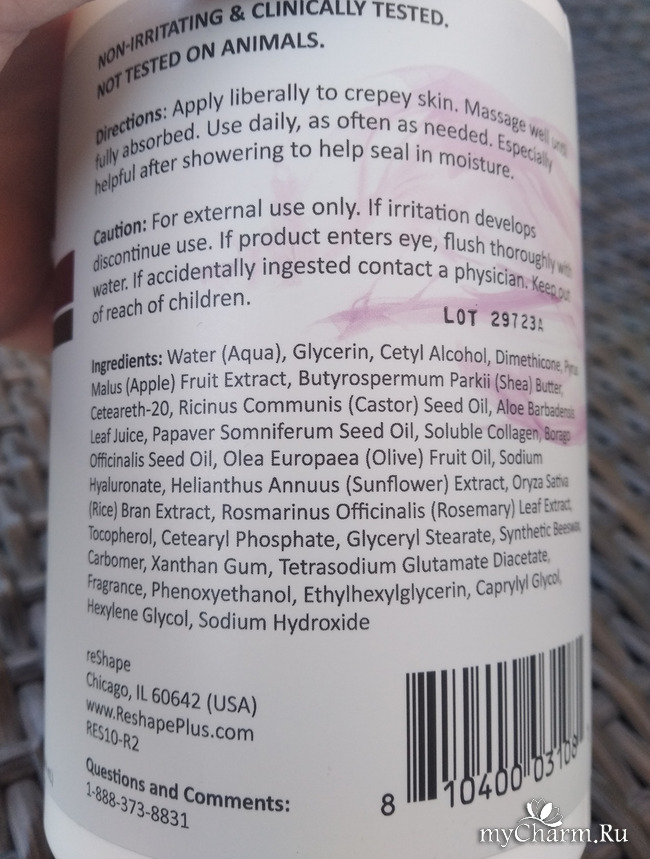 NON-IRRITATING & CLINICALLY TESTED.
NOT TESTED ON ANIMALS.
Directions: Apply liberally to crepey skin. Massage well until
fully absorbed. Use daily, as often as needed. Especially
helpful after showering to help seal in moisture.
Caution: For external use only. If irritation develops
discontinue use. If product enters eye, flush thoroughly with
water. If accidentally ingested contact a physician. Keep out
of reach of children.
LOT 29723A
Ingredients: Water (Aqua), Glycerin, Cetyl Alcohol, Dimethicone, Pyrus
Malus (Apple) Fruit Extract, Butyrospermum Parkii (Shea) Butter,
Ceteareth-20, Ricinus Communis (Castor) Seed Oil, Aloe Barbadensis
Leaf Juice, Papaver Somniferum Seed Oil, Soluble Collagen, Borago
Officinalis Seed Oil, Olea Europaea (Olive) Fruit Oil, Sodium
Hyaluronate, Helianthus Annuus (Sunflower) Extract, Oryza Sativa
(Rice) Bran Extract, Rosmarinus Officinalis (Rosemary) Leaf Extract,
Tocopherol, Cetearyl Phosphate, Glyceryl Stearate, Synthetic Beeswax,
Carbomer, Xanthan Gum, Tetrasodium Glutamate Diacetate,
Fragrance, Phenoxyethanol, Ethylhexylglycerin, Caprylyl Glycol,
Hexylene Glycol, Sodium Hydroxide
reShape
Chicago, IL 60642 (USA)
www.ReshapePlus.com
RES10-R2
Questions and Comments:
1-888-373-8831
8 10400 03108
myCharm.Ru